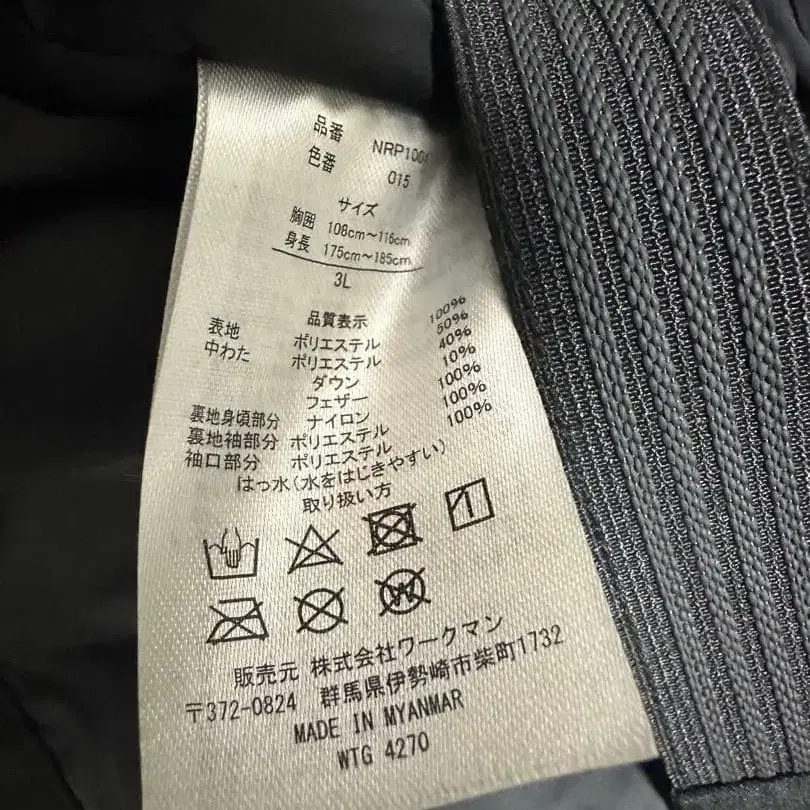 品番 NRP1004
色番 015
サイズ
胸囲 108cm～116cm
身長 175cm～185cm
3L
品質表示
表地 ポリエステル 100%
中わた ポリエステル 50%
ダウン 40%
フェザー 10%
裏地身頃部分 ナイロン 100%
裏地袖部分 ポリエステル 100%
袖口部分 ポリエステル 100%
はっ水(水をはじきやすい)
取り扱い方
W
販売元 株式会社ワークマン
〒372-0824 群馬県伊勢崎市柴町1732
MADE IN MYANMAR
WTG 4270